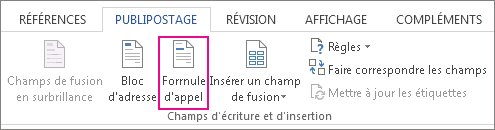 RÉFÉRENCES PUBLIPOSTAGE RÉVISION AFFICHAGE COMPLÉMENTS
Champs de fusion
en surbrillance
Bloc
d'adresse
Formule
d'appel
Insérer un champ
de fusion
Règles
Faire correspondre les champs
Mettre à jour les étiquettes
Champs d'écriture et d'insertion